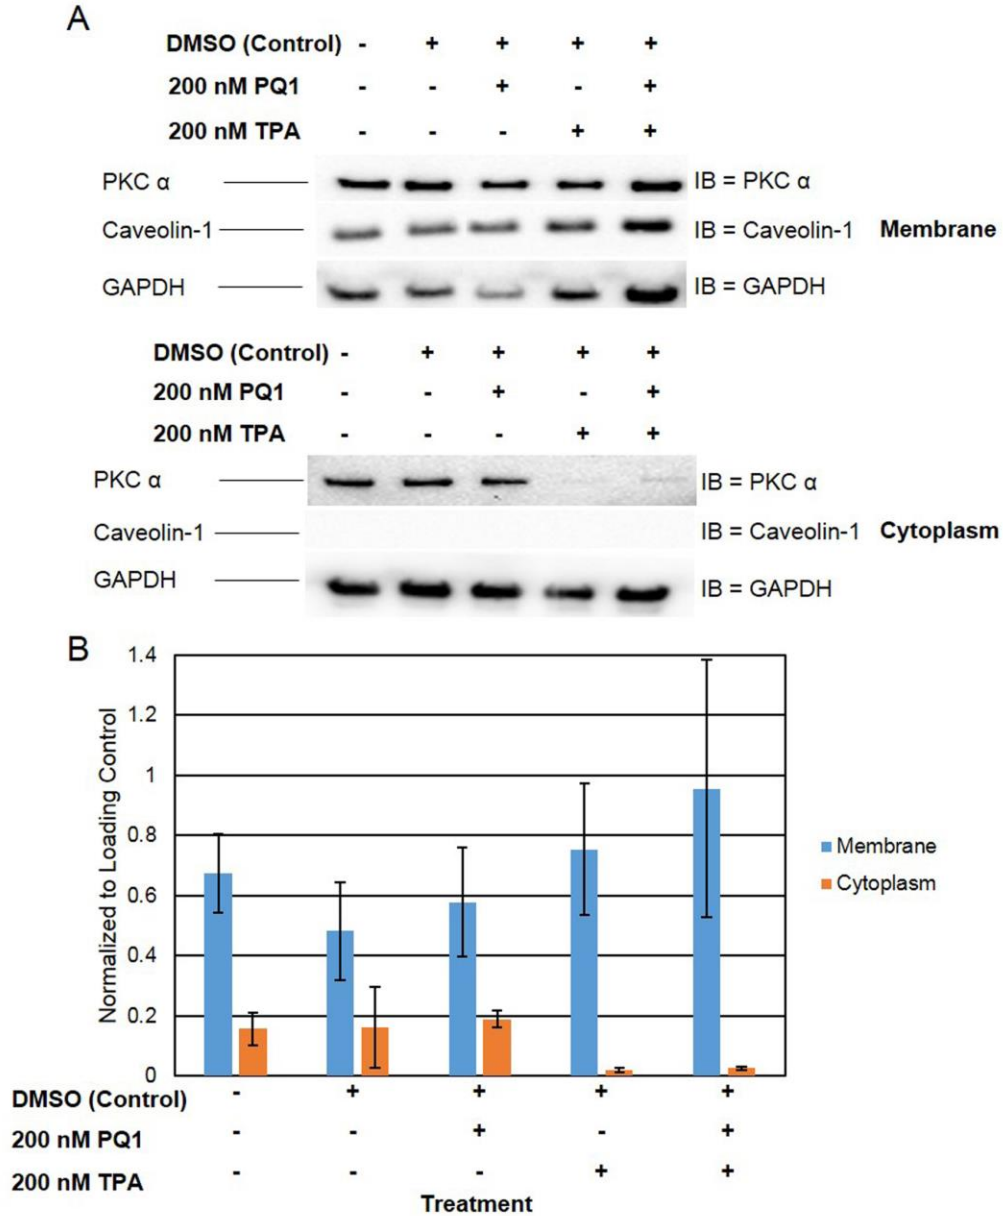 A
DMSO (Control) - + + + +
200 nM PQ1 - - + - +
200 nM TPA - - - + +
PKC α IB = PKC α
Caveolin-1 IB = Caveolin-1 Membrane
GAPDH IB = GAPDH
DMSO (Control) - + + + +
200 nM PQ1 - - + - +
200 nM TPA - - - + +
PKC α IB = PKC α
Caveolin-1 IB = Caveolin-1 Cytoplasm
GAPDH IB = GAPDH
B
Normalized to Loading Control
1.4
1.2
1
0.8
0.6
0.4
0.2
0
Membrane
Cytoplasm
DMSO (Control) - + + + +
200 nM PQ1 - - + - +
200 nM TPA - - - + +
Treatment